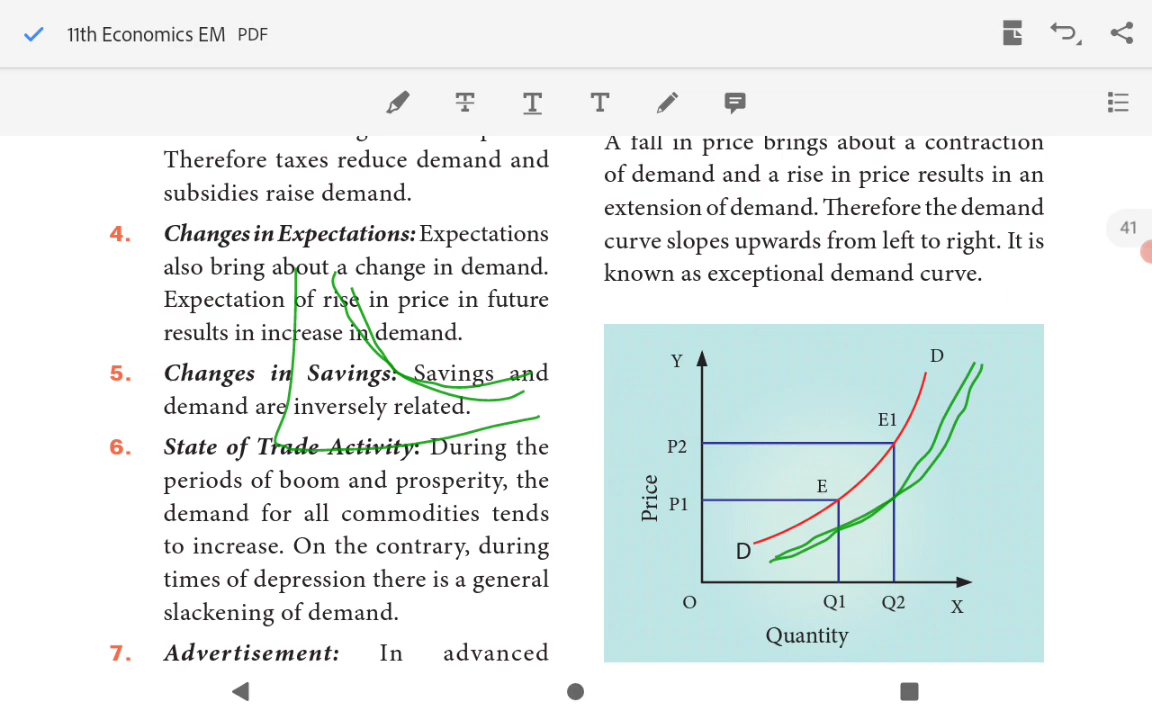 11th Economics EM PDF
41
Therefore taxes reduce demand and
subsidies raise demand.
4. Changes in Expectations: Expectations
also bring about a change in demand.
Expectation of rise in price in future
results in increase in demand.
5. Changes in Savings: Savings and
demand are inversely related.
6. State of Trade Activity: During the
periods of boom and prosperity, the
demand for all commodities tends
to increase. On the contrary, during
times of depression there is a general
slackening of demand.
7. Advertisement: In advanced
A fall in price brings about a contraction
of demand and a rise in price results in an
extension of demand. Therefore the demand
curve slopes upwards from left to right. It is
known as exceptional demand curve.
Y
D
E1
P2
E
P1
Price
D
O
Q1
Q2
X
Quantity